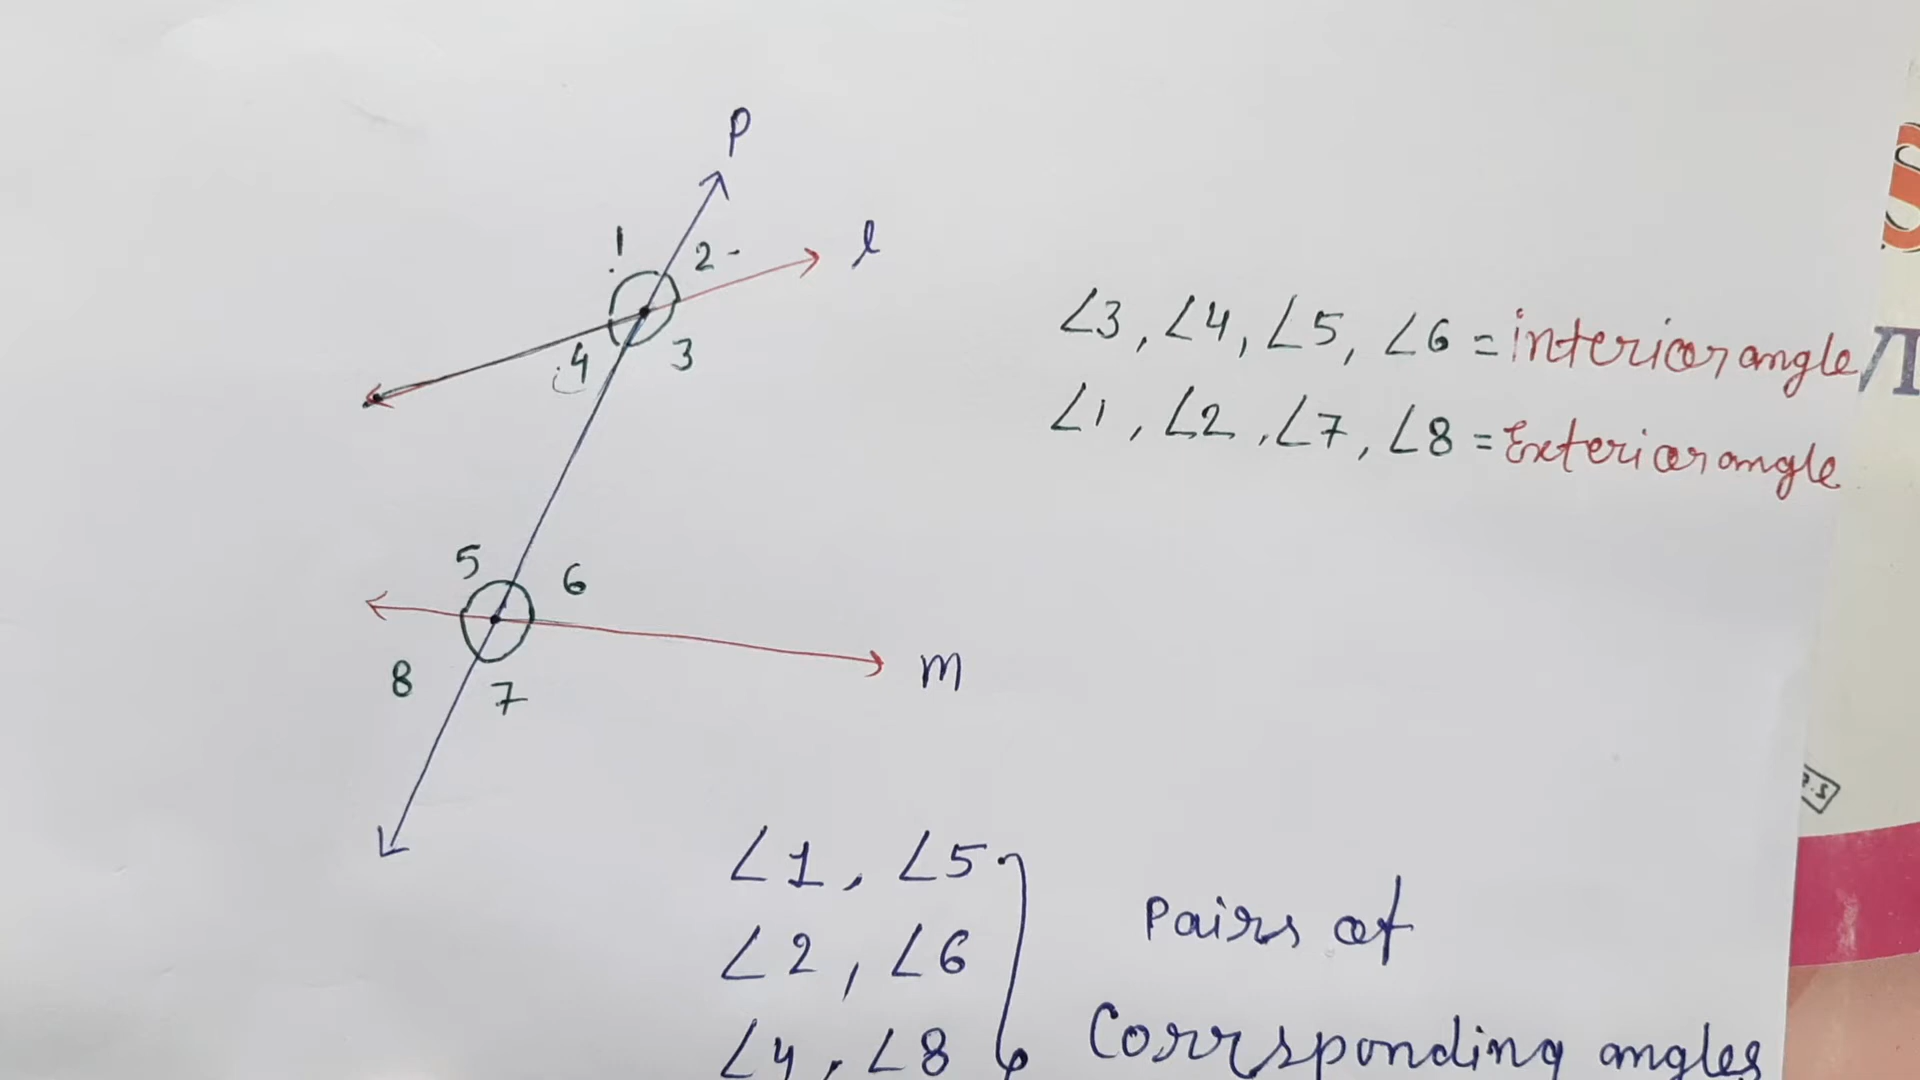 P
l
1
2
4
3
∠3, ∠4, ∠5, ∠6 = interior angle
∠1, ∠2, ∠7, ∠8 = Exterior angle
5
6
m
8
7
∠1, ∠5
∠2, ∠6
∠4, ∠8
Pairs of
Corrsponding angles
S